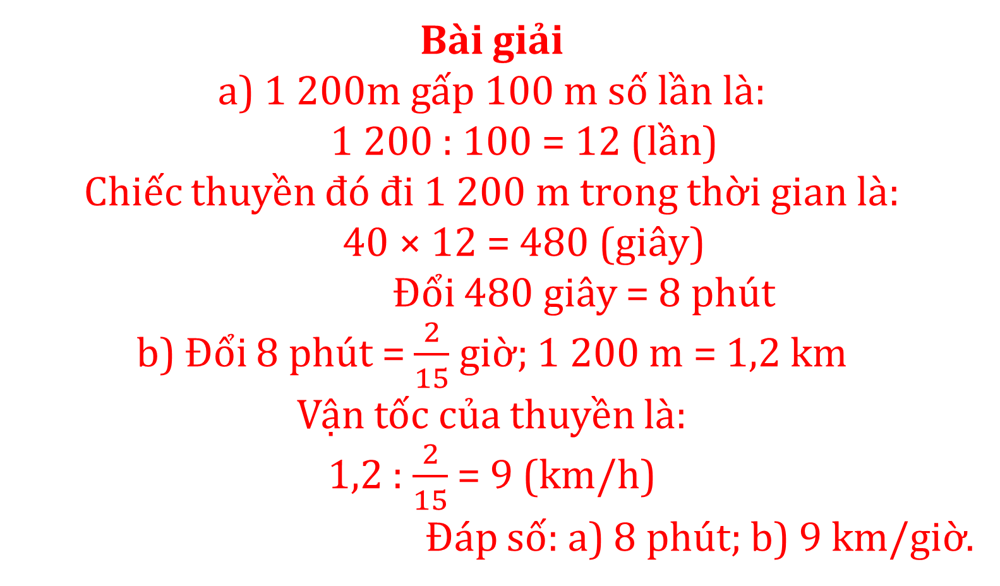 Bài giải
a) 1 200m gấp 100 m số lần là:
1 200 : 100 = 12 (lần)
Chiếc thuyền đó đi 1 200 m trong thời gian là:
40 × 12 = 480 (giây)
Đổi 480 giây = 8 phút
b) Đổi 8 phút = 2/15 giờ; 1 200 m = 1,2 km
Vận tốc của thuyền là:
1,2 : 2/15 = 9 (km/h)
Đáp số: a) 8 phút; b) 9 km/giờ.